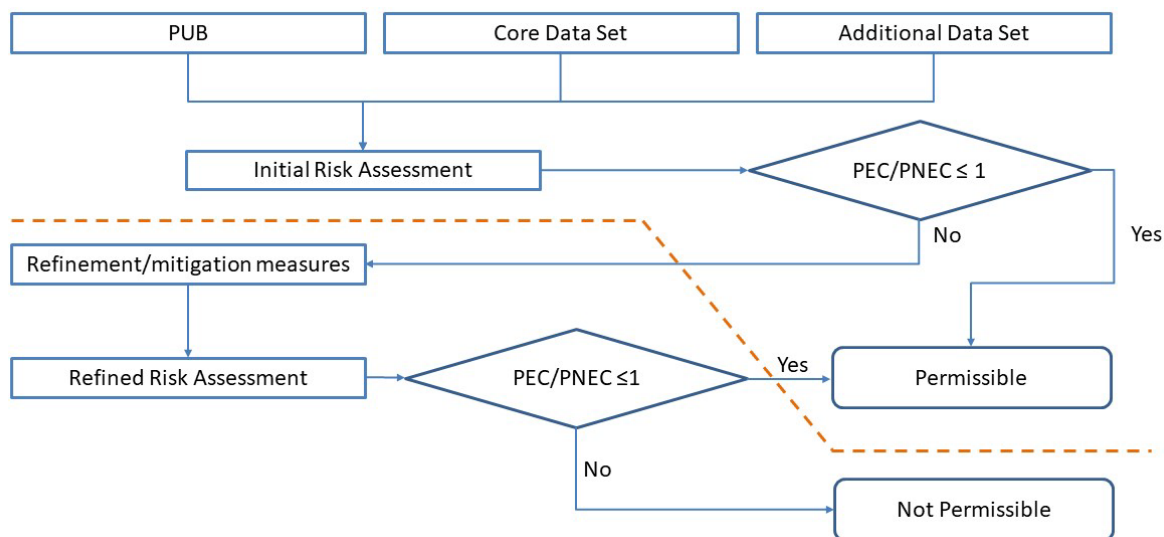 PUB
Core Data Set
Additional Data Set
Initial Risk Assessment
PEC/PNEC ≤ 1
No
Yes
Refinement/mitigation measures
Refined Risk Assessment
PEC/PNEC ≤1
Yes
Permissible
No
Not Permissible